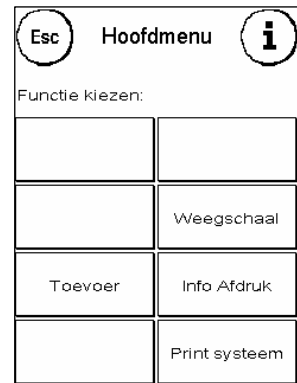 Esc Hoofdmenu i
Functie kiezen:
Weegschaal
Toevoer Info Afdruk
Print systeem